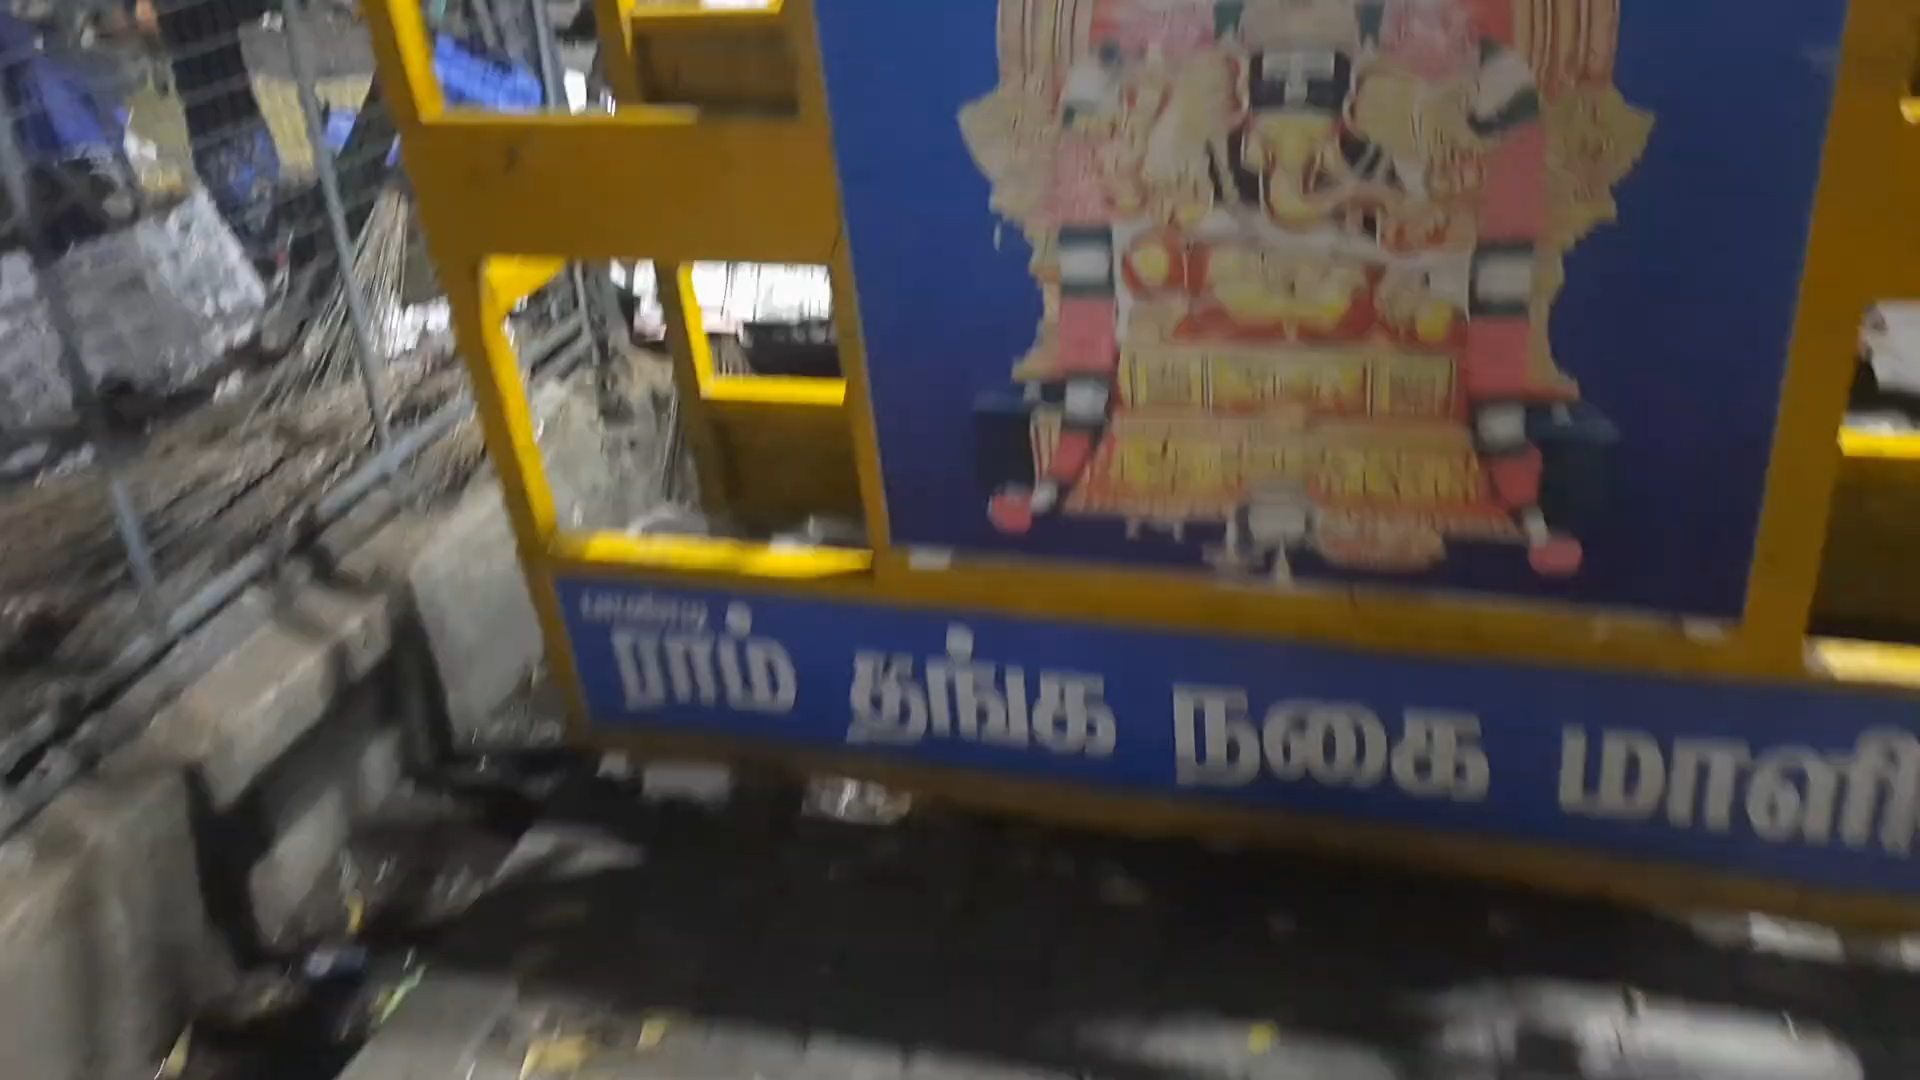 ராம் தங்க நகை மாளி